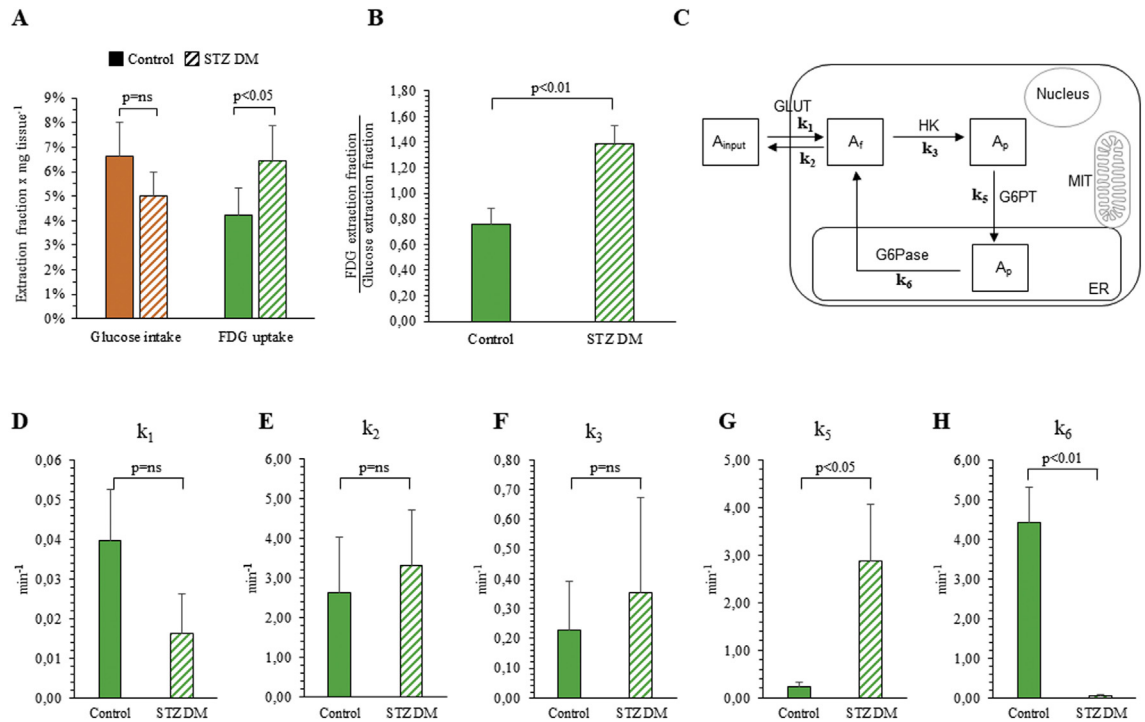 A
Control
STZ DM
Extraction fraction x mg tissue⁻¹
9%
8%
7%
6%
5%
4%
3%
2%
1%
0%
p=ns
p<0.05
Glucose intake
FDG uptake
B
FDG extraction fraction
Glucose extraction fraction
1,80
1,60
1,40
1,20
1,00
0,80
0,60
0,40
0,20
0,00
p<0.01
Control
STZ DM
C
Nucleus
GLUT
k₁
A_input
k₂
A_f
HK
k₃
A_p
MIT
k₅
G6PT
G6Pase
k₆
A_p
ER
D
k₁
min⁻¹
0,06
0,05
0,04
0,03
0,02
0,01
0,00
p=ns
Control
STZ DM
E
k₂
min⁻¹
6,00
5,00
4,00
3,00
2,00
1,00
0,00
p=ns
Control
STZ DM
F
k₃
min⁻¹
0,80
0,70
0,60
0,50
0,40
0,30
0,20
0,10
0,00
p=ns
Control
STZ DM
G
k₅
min⁻¹
5,00
4,00
3,00
2,00
1,00
0,00
p<0.05
Control
STZ DM
H
k₆
min⁻¹
6,00
5,00
4,00
3,00
2,00
1,00
0,00
p<0.01
Control
STZ DM